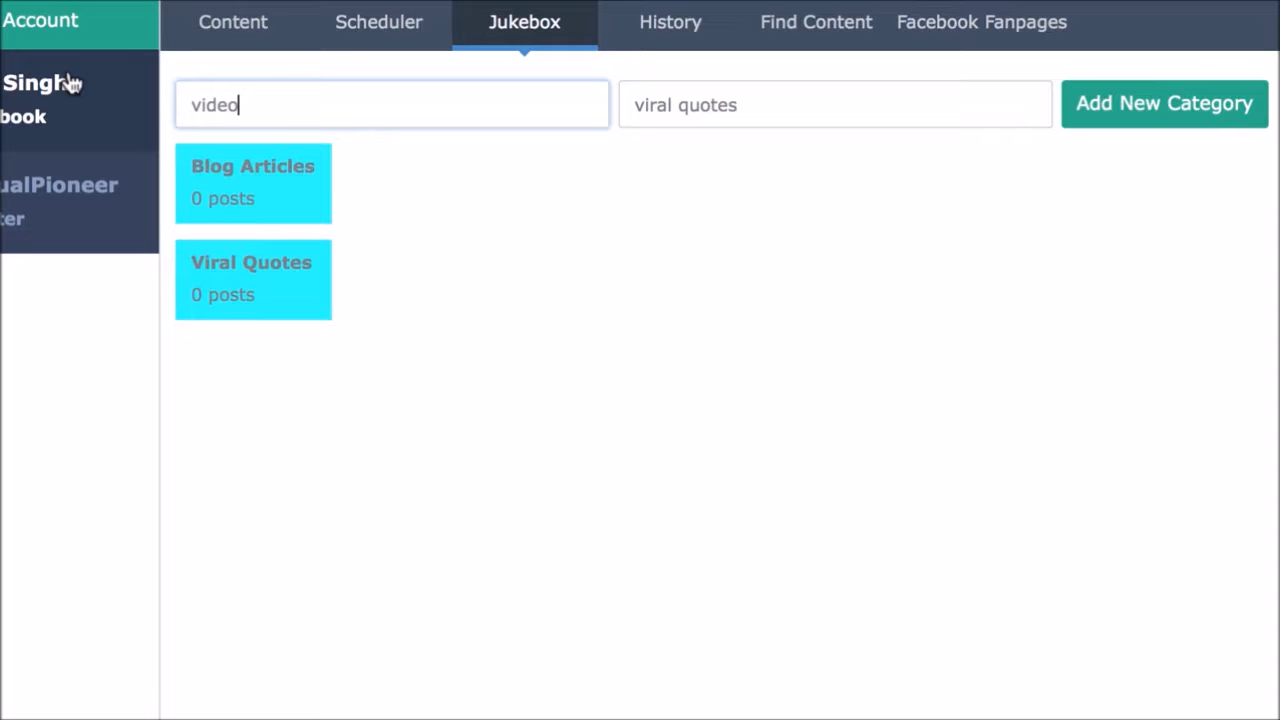 Account
Content Scheduler Jukebox History Find Content Facebook Fanpages
Singh
book
ualPioneer
ter
video
viral quotes
Add New Category
Blog Articles
0 posts
Viral Quotes
0 posts